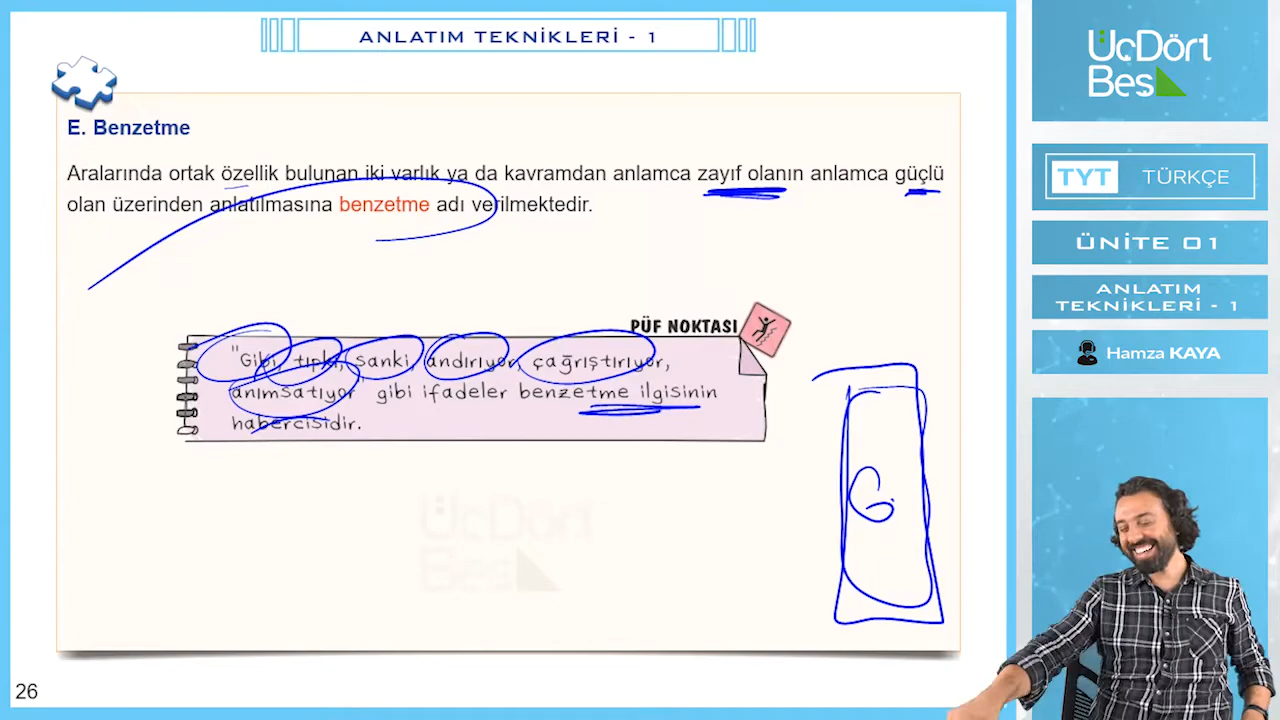 ANLATIM TEKNİKLERİ - 1
E. Benzetme
Aralarında ortak özellik bulunan iki varlık ya da kavramdan anlamca zayıf olanın anlamca güçlü
olan üzerinden anlatılmasına benzetme adı verilmektedir.
PÜF NOKTASI
"Gibi, tıpkı, sanki, andırıyor, çağrıştırıyor,
anımsatıyor" gibi ifadeler benzetme ilgisinin
habercisidir.
G
ÜçDört
Beş
26
ÜçDört
Beş
TYT TÜRKÇE
ÜNİTE 01
ANLATIM
TEKNİKLERİ - 1
Hamza KAYA